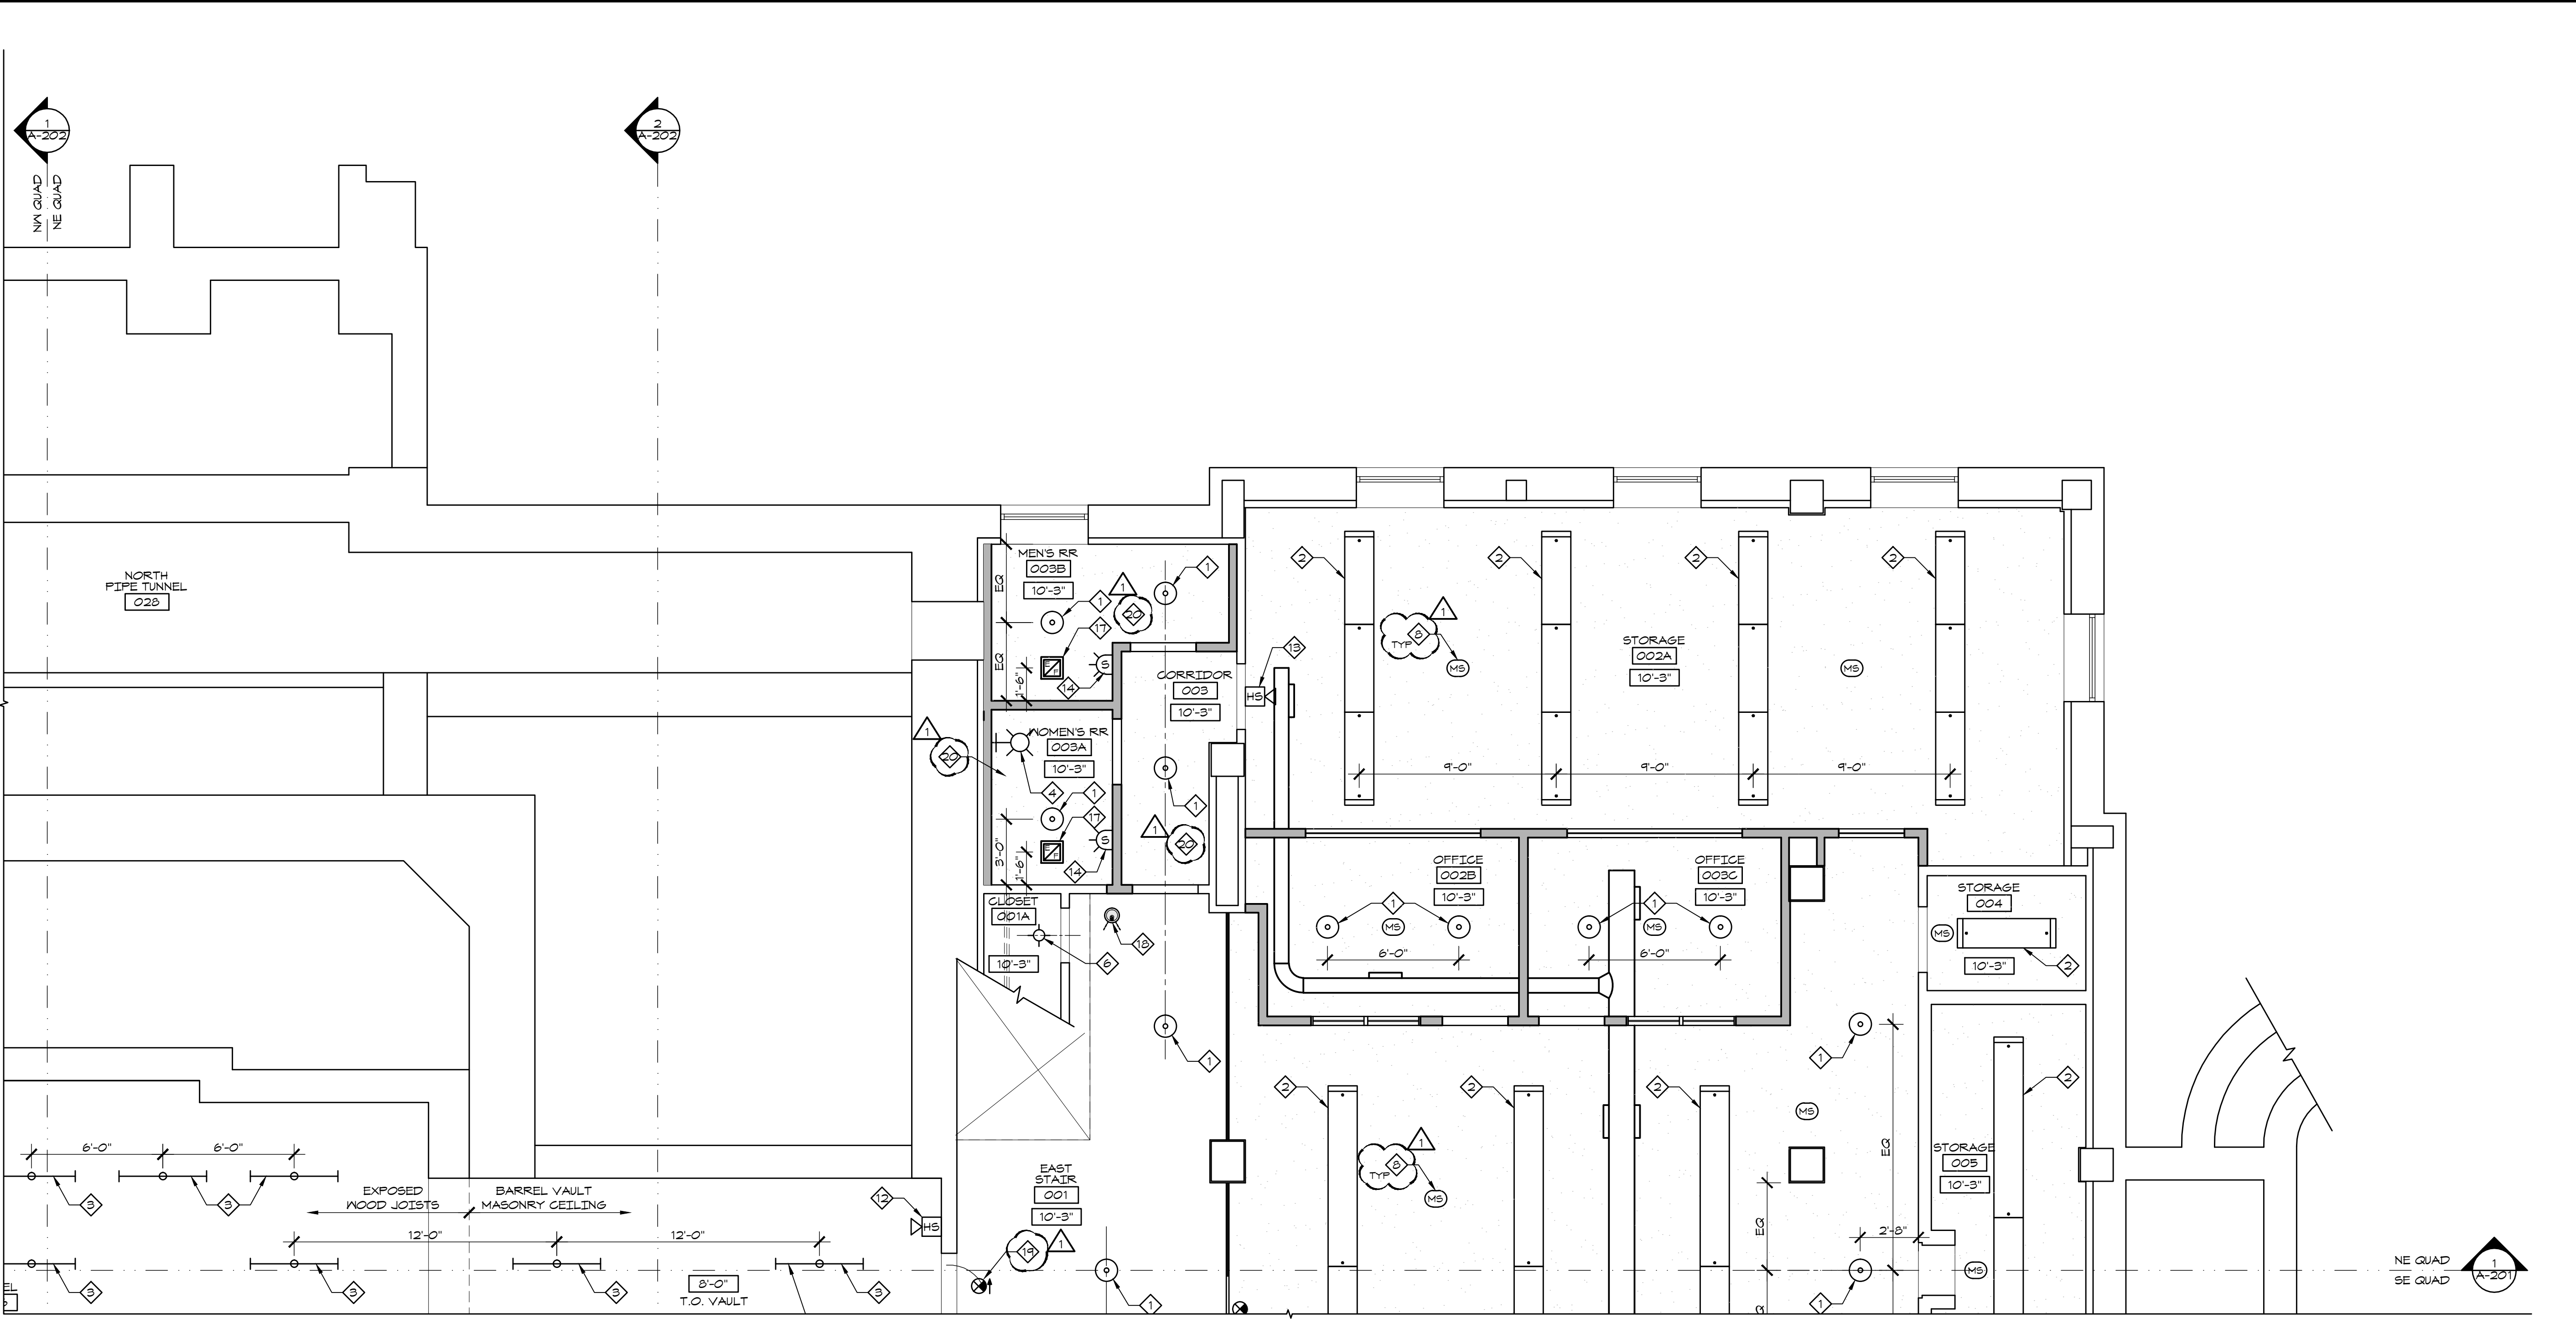 1
A-202
2
A-202
NW QUAD
NE QUAD
NORTH
PIPE TUNNEL
028
MEN'S RR
003B
10'-3"
EQ
EQ
1'-6"
1
1
1
20
17
S
14
E
F
CORRIDOR
003
10'-3"
1
1
20
WOMEN'S RR
003A
10'-3"
1
20
4
1
17
S
14
E
F
3'-0"
1'-6"
13
HS
2
2
2
2
1
8
TYP
MS
STORAGE
002A
10'-3"
MS
9'-0"
9'-0"
9'-0"
OFFICE
002B
10'-3"
1
MS
6'-0"
OFFICE
003C
10'-3"
1
MS
6'-0"
STORAGE
004
MS
10'-3"
2
CLOSET
001A
10'-3"
6
18
1
2
2
2
1
8
TYP
MS
1
MS
EQ
EQ
2'-8"
1
MS
STORAGE
005
10'-3"
2
6'-0"
6'-0"
3
3
EXPOSED
WOOD JOISTS
BARREL VAULT
MASONRY CEILING
12'-0"
12'-0"
3
3
3
3
8'-0"
T.O. VAULT
12
HS
EAST
STAIR
001
10'-3"
19
1
1
NE QUAD
SE QUAD
1
A-201